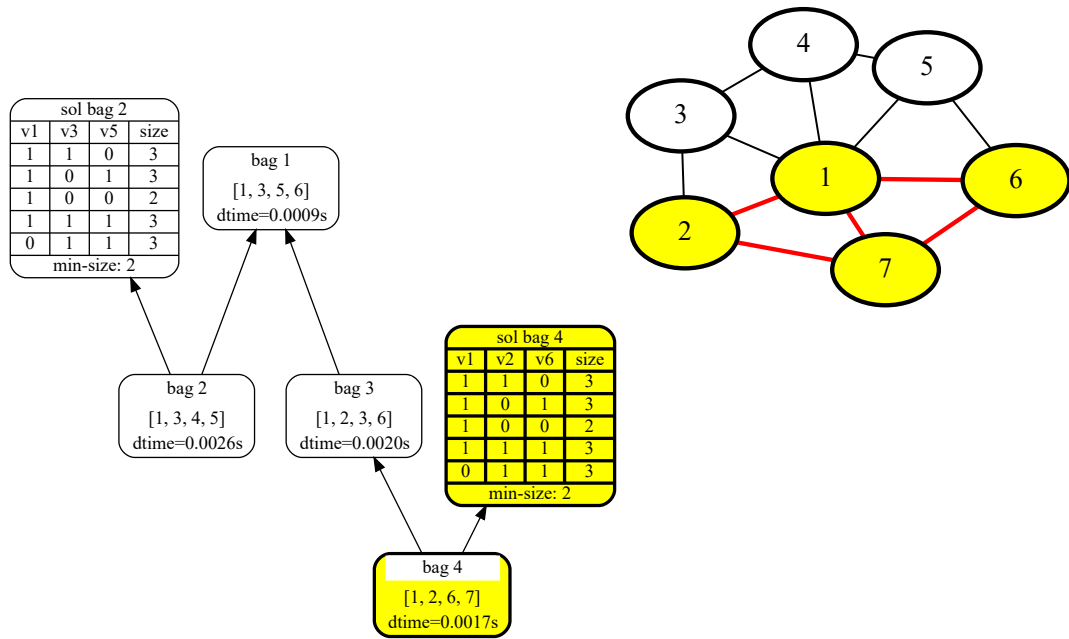 sol bag 2
v1 v3 v5 size
1 1 0 3
1 0 1 3
1 0 0 2
1 1 1 3
0 1 1 3
min-size: 2
bag 1
[1, 3, 5, 6]
dtime=0.0009s
4
5
3
1
6
2
7
bag 2
[1, 3, 4, 5]
dtime=0.0026s
bag 3
[1, 2, 3, 6]
dtime=0.0020s
sol bag 4
v1 v2 v6 size
1 1 0 3
1 0 1 3
1 0 0 2
1 1 1 3
0 1 1 3
min-size: 2
bag 4
[1, 2, 6, 7]
dtime=0.0017s